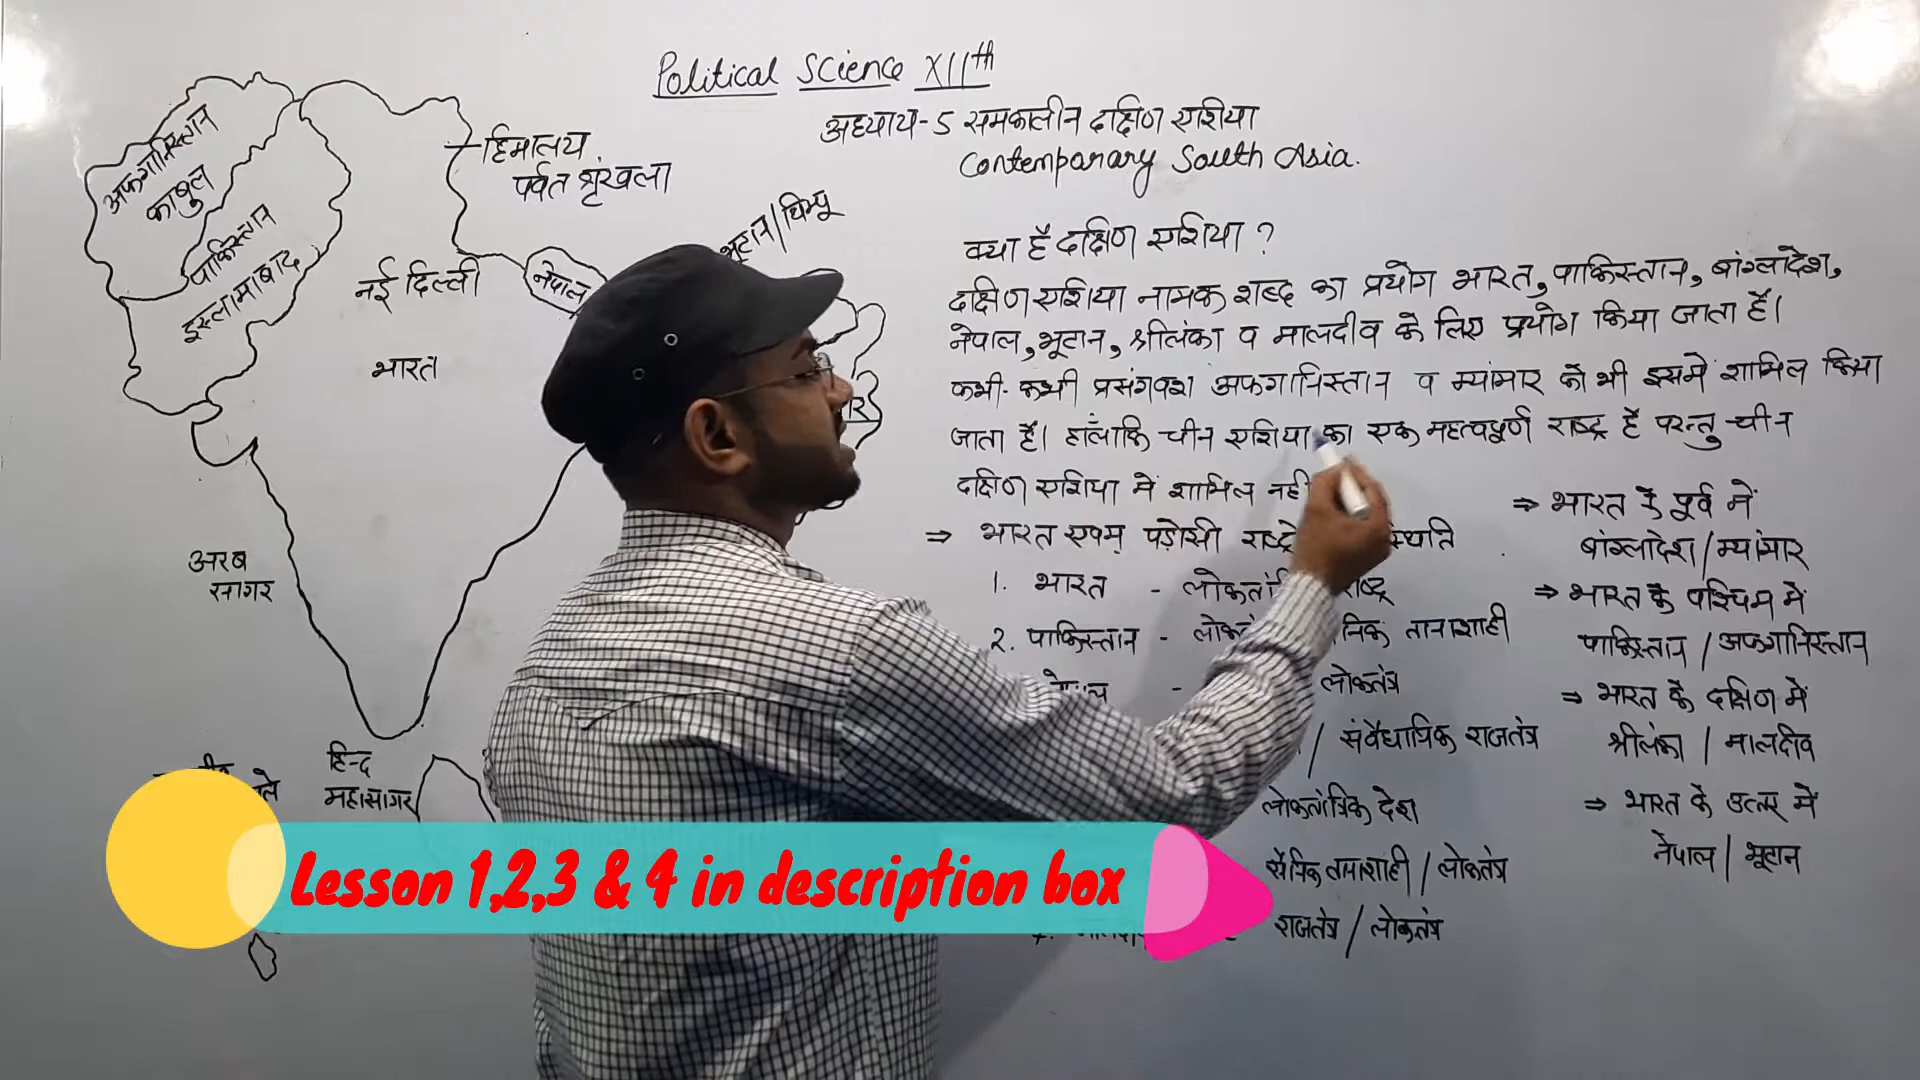 Political Science XIIth
अध्याय-5 समकालीन दक्षिण एशिया
Contemparary South Asia.
क्या है दक्षिण एशिया ?
दक्षिण एशिया नामक शब्द का प्रयोग भारत, पाकिस्तान, बांग्लादेश,
नेपाल, भूटान, श्रीलंका व मालदीव के लिए प्रयोग किया जाता है।
कभी-कभी प्रसंगवश अफगानिस्तान व म्यांमार को भी इसमें शामिल किया
जाता है। हालांकि चीन एशिया का एक महत्वपूर्ण राष्ट्र है परन्तु चीन
दक्षिण एशिया में शामिल नही
⇒ भारत एवम् पड़ोसी
1. भारत -
2. पाकिस्तान - तानाशाही
लोकतंत्र
/ संवैधानिक राजतंत्र
लोकतांत्रिक देश
सैनिक तानाशाही / लोकतंत्र
राजतंत्र / लोकतंत्र
⇒ भारत के पूर्व में
बांग्लादेश / म्यांमार
⇒ भारत के पश्चिम में
पाकिस्तान / अफगानिस्तान
⇒ भारत के दक्षिण में
श्रीलंका / मालदीव
⇒ भारत के उत्तर में
नेपाल / भूटान
अफगानिस्तान
काबुल
पाकिस्तान
इस्लामाबाद
हिमालय
पर्वत श्रृंखला
भूटान/थिम्पू
नेपाल
नई दिल्ली
भारत
अरब
सागर
हिन्द
महासागर
Lesson 1,2,3 & 4 in description box